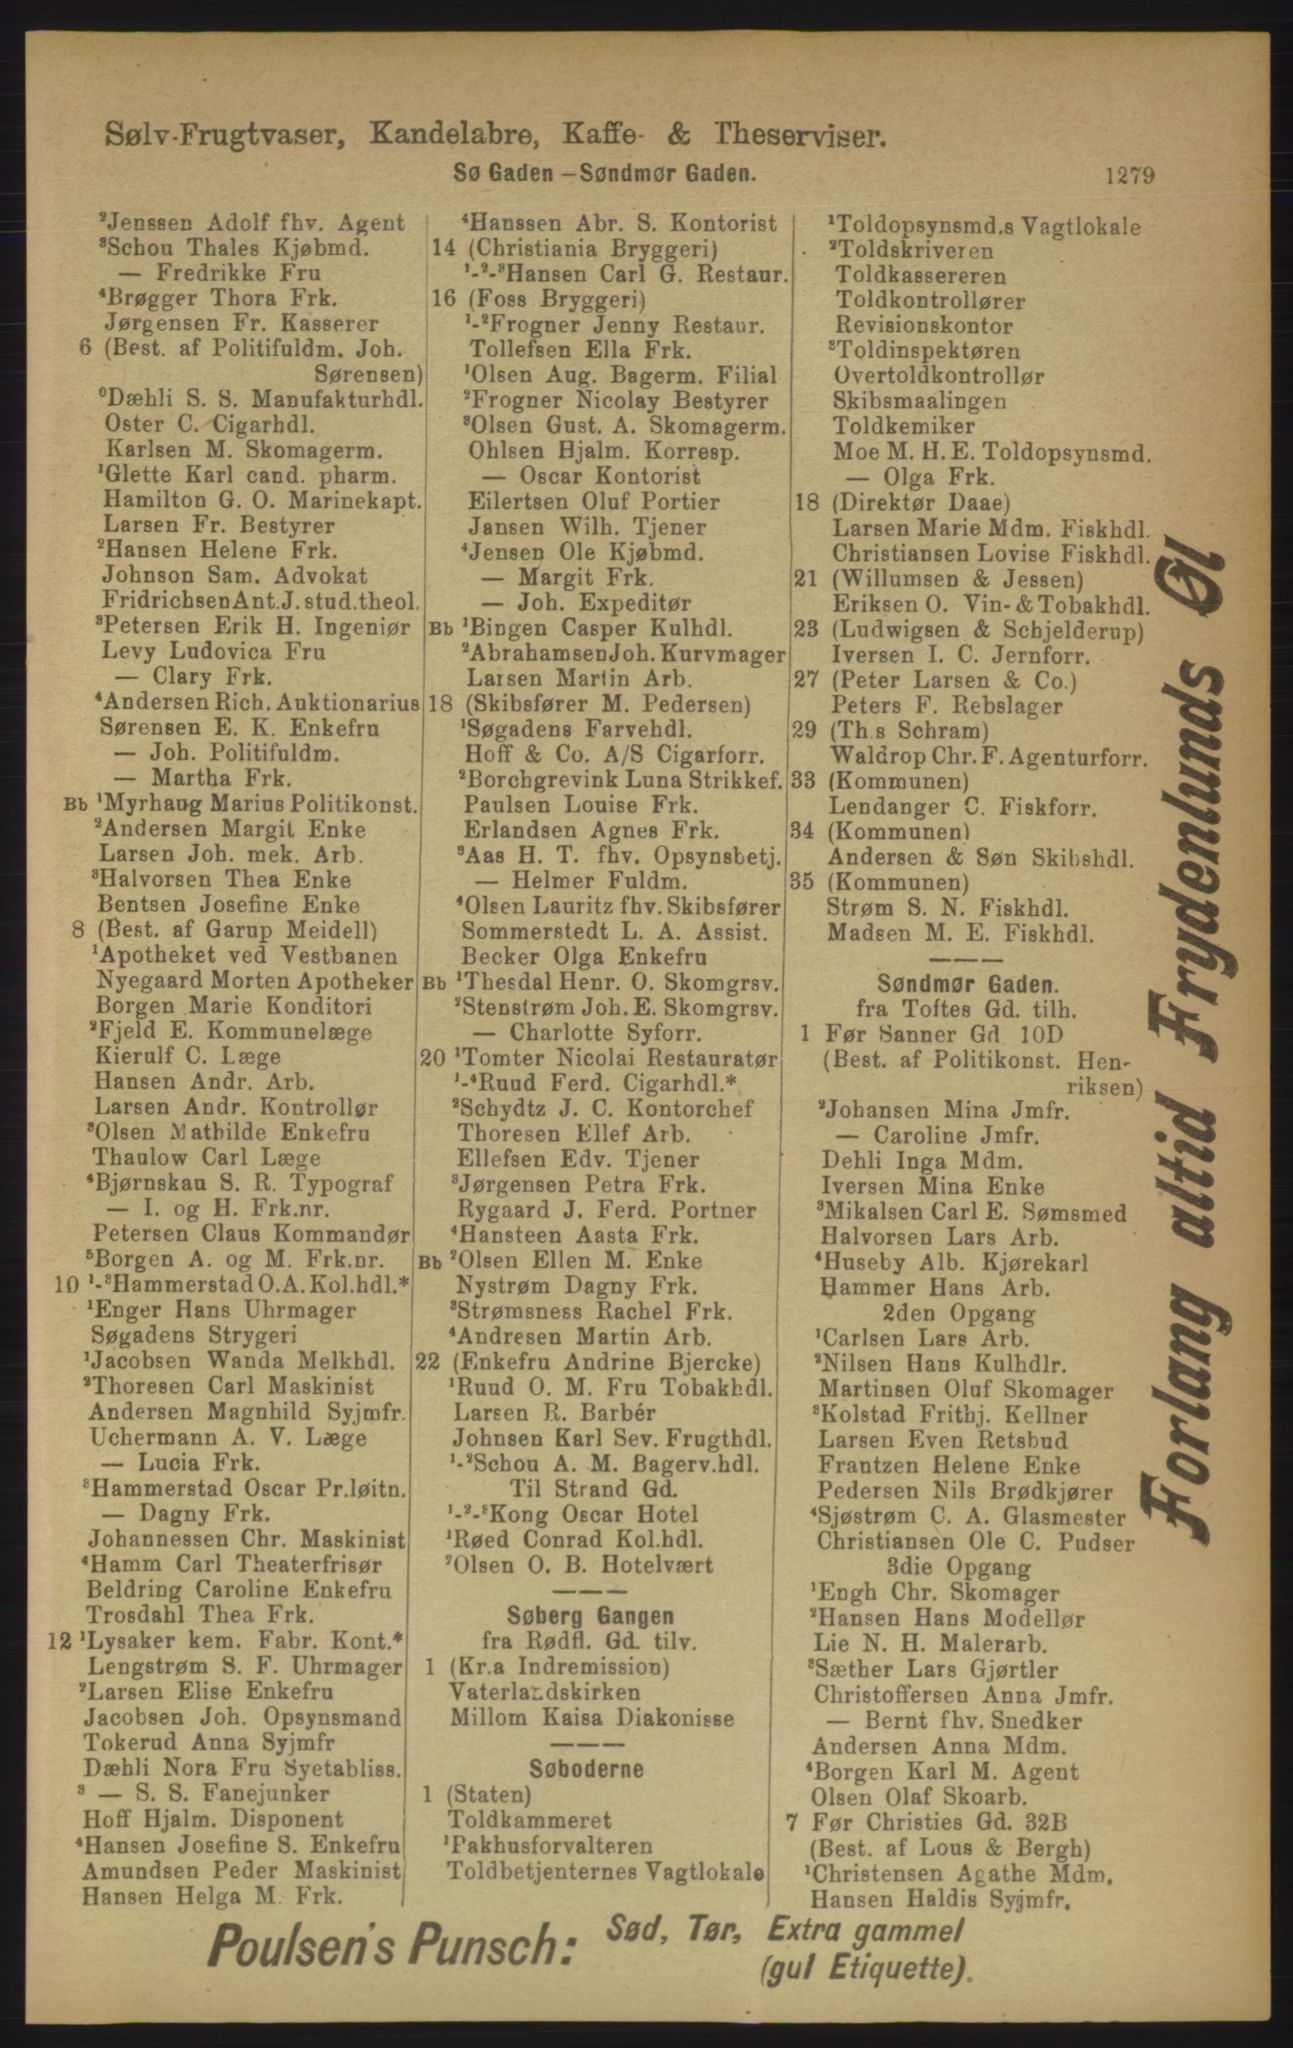 Sølv-Frugtvaser, Kandelabre, Kaffe- & Theserviser.
Sø Gaden – Søndmør Gaden.
1279
²Jenssen Adolf fhv. Agent
³Schou Thales Kjøbmd.
— Fredrikke Fru
⁴Brøgger Thora Frk.
Jørgensen Fr. Kasserer
6 (Best. af Politifuldm. Joh.
Sørensen)
⁰Dæhli S. S. Manufakturhdl.
Oster C. Cigarhdl.
Karlsen M. Skomagerm.
¹Glette Karl cand. pharm.
Hamilton G. O. Marinekapt.
Larsen Fr. Bestyrer
²Hansen Helene Frk.
Johnson Sam. Advokat
Fridrichsen Ant. J. stud. theol.
³Petersen Erik H. Ingeniør
Levy Ludovica Fru
— Clary Frk.
⁴Andersen Rich. Auktionarius
Sørensen E. K. Enkefru
— Joh. Politifuldm.
— Martha Frk.
Bb ¹Myrhaug Marius Politikonst.
²Andersen Margit Enke
Larsen Joh. mek. Arb.
³Halvorsen Thea Enke
Bentsen Josefine Enke
8 (Best. af Garup Meidell)
¹Apotheket ved Vestbanen
Nyegaard Morten Apotheker
Borgen Marie Konditori
²Fjeld E. Kommunelæge
Kierulf C. Læge
Hansen Andr. Arb.
Larsen Andr. Kontrollør
³Olsen Mathilde Enkefru
Thaulow Carl Læge
⁴Bjørnskau S. R. Typograf
— I. og H. Frk.nr.
Petersen Claus Kommandør
⁵Borgen A. og M. Frk.nr.
10 ¹-³Hammerstad O. A. Kol.hdl.*
¹Enger Hans Uhrmager
Søgadens Strygeri
¹Jacobsen Wanda Melkhdl.
²Thoresen Carl Maskinist
Andersen Magnhild Syjmfr.
Uchermann A. V. Læge
— Lucia Frk.
³Hammerstad Oscar Pr.løitn.
— Dagny Frk.
Johannessen Chr. Maskinist
⁴Hamm Carl Theaterfrisør
Beldring Caroline Enkefru
Trosdahl Thea Frk.
12 ¹Lysaker kem. Fabr. Kont.*
Lengstrøm S. F. Uhrmager
²Larsen Elise Enkefru
Jacobsen Joh. Opsynsmand
Tokerud Anna Syjmfr
Dæhli Nora Fru Syetabliss.
³ — S. S. Fanejunker
Hoff Hjalm. Disponent
⁴Hansen Josefine S. Enkefru
Amundsen Peder Maskinist
Hansen Helga M. Frk.
⁴Hanssen Abr. S. Kontorist
14 (Christiania Bryggeri)
¹-²-³Hansen Carl G. Restaur.
16 (Foss Bryggeri)
¹-²Frogner Jenny Restaur.
Tollefsen Ella Frk.
¹Olsen Aug. Bagerm. Filial
²Frogner Nicolay Bestyrer
³Olsen Gust. A. Skomagerm.
Ohlsen Hjalm. Korresp.
— Oscar Kontorist
Eilertsen Oluf Portier
Jansen Wilh. Tjener
⁴Jensen Ole Kjøbmd.
— Margit Frk.
— Joh. Expeditør
Bb ¹Bingen Casper Kulhdl.
²Abrahamsen Joh. Kurvmager
Larsen Martin Arb.
18 (Skibsfører M. Pedersen)
¹Søgadens Farvehdl.
Hoff & Co. A/S Cigarforr.
²Borchgrevink Luna Strikkef.
Paulsen Louise Frk.
Erlandsen Agnes Frk.
³Aas H. T. fhv. Opsynsbetj.
— Helmer Fuldm.
⁴Olsen Lauritz fhv. Skibsfører
Sommerstedt L. A. Assist.
Becker Olga Enkefru
Bb ¹Thesdal Henr. O. Skomgrsv.
²Stenstrøm Joh. E. Skomgrsv.
— Charlotte Syforr.
20 ¹Tomter Nicolai Restauratør
¹-⁴Ruud Ferd. Cigarhdl.*
²Schydtz J. C. Kontorchef
Thoresen Ellef Arb.
Ellefsen Edv. Tjener
³Jørgensen Petra Frk.
Rygaard J. Ferd. Portner
⁴Hansteen Aasta Frk.
Bb ²Olsen Ellen M. Enke
Nystrøm Dagny Frk.
³Strømsness Rachel Frk.
⁴Andresen Martin Arb.
22 (Enkefru Andrine Bjercke)
¹Ruud O. M. Fru Tobakhdl.
Larsen R. Barbér
Johnsen Karl Sev. Frugthdl.
¹-²Schou A. M. Bagerv.hdl.
Til Strand Gd.
¹-²-³Kong Oscar Hotel
¹Røed Conrad Kol.hdl.
²Olsen O. B. Hotelvært
Søberg Gangen
fra Rødfl. Gd. tilv.
1 (Kr.a Indremission)
Vaterlandskirken
Millom Kaisa Diakonisse
Søboderne
1 (Staten)
Toldkammeret
¹Pakhusforvalteren
Toldbetjenternes Vagtlokale
¹Toldopsynsmd.s Vagtlokale
²Toldskriveren
Toldkassereren
Toldkontrollører
Revisionskontor
³Toldinspektøren
Overtoldkontrollør
Skibsmaalingen
Toldkemiker
Moe M. H. E. Toldopsynsmd.
— Olga Frk.
18 (Direktør Daae)
Larsen Marie Mdm. Fiskhdl.
Christiansen Lovise Fiskhdl.
21 (Willumsen & Jessen)
Eriksen O. Vin- & Tobakhdl.
23 (Ludwigsen & Schjelderup)
Iversen I. C. Jernforr.
27 (Peter Larsen & Co.)
Peters F. Rebslager
29 (Th.s Schram)
Waldrop Chr. F. Agenturforr.
33 (Kommunen)
Lendanger C. Fiskforr.
34 (Kommunen)
Andersen & Søn Skibshdl.
35 (Kommunen)
Strøm S. N. Fiskhdl.
Madsen M. E. Fiskhdl.
Søndmør Gaden.
fra Toftes Gd. tilh.
1 Før Sanner Gd 10D
(Best. af Politikonst. Hen-
riksen)
²Johansen Mina Jmfr.
— Caroline Jmfr.
Dehli Inga Mdm.
Iversen Mina Enke
³Mikalsen Carl E. Sømsmed
Halvorsen Lars Arb.
⁴Huseby Alb. Kjørekarl
Hammer Hans Arb.
2den Opgang
¹Carlsen Lars Arb.
²Nilsen Hans Kulhdlr.
Martinsen Oluf Skomager
³Kolstad Frithj. Kellner
Larsen Even Retsbud
Frantzen Helene Enke
Pedersen Nils Brødkjører
⁴Sjøstrøm C. A. Glasmester
Christiansen Ole C. Pudser
3die Opgang
¹Engh Chr. Skomager
²Hansen Hans Modellør
Lie N. H. Malerarb.
³Sæther Lars Gjørtler
Christoffersen Anna Jmfr.
— Bernt fhv. Snedker
Andersen Anna Mdm.
⁴Borgen Karl M. Agent
Olsen Olaf Skoarb.
7 Før Christies Gd. 32B
(Best. af Lous & Bergh)
¹Christensen Agathe Mdm.
Hansen Haldis Syjmfr.
Forlang altid Frydenlunds Øl
Poulsen's Punsch: Sød, Tør, Extra gammel
(gul Etiquette).